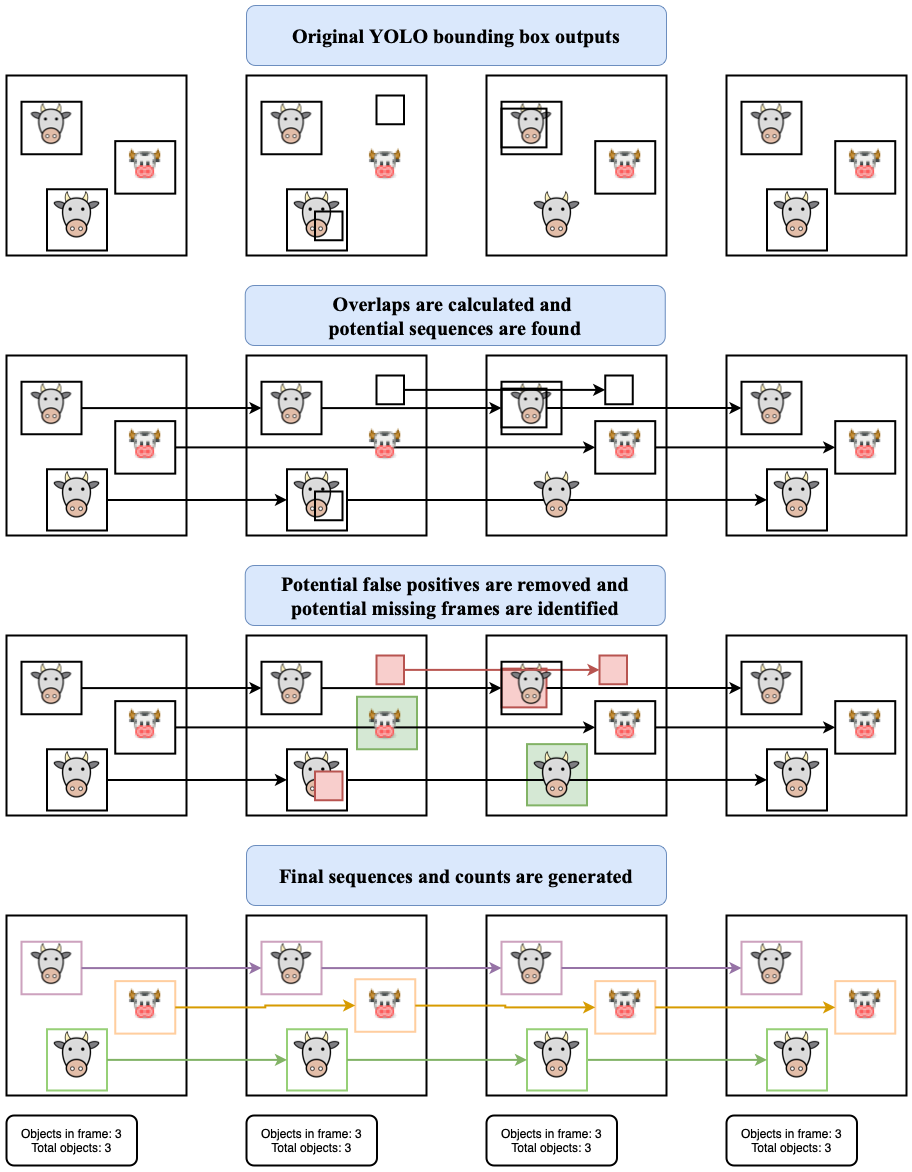 Original YOLO bounding box outputs
Overlaps are calculated and
potential sequences are found
Potential false positives are removed and
potential missing frames are identified
Final sequences and counts are generated
Objects in frame: 3
Total objects: 3
Objects in frame: 3
Total objects: 3
Objects in frame: 3
Total objects: 3
Objects in frame: 3
Total objects: 3